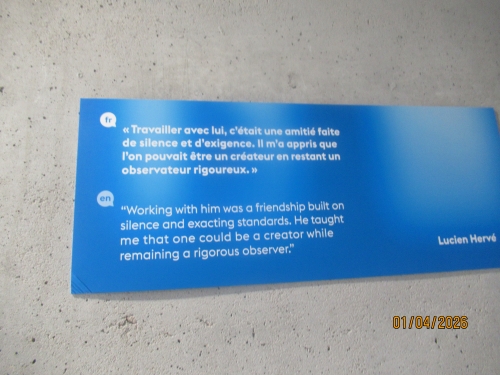 fr
« Travailler avec lui, c'était une amitié faite
de silence et d'exigence. Il m'a appris que
l'on pouvait être un créateur en restant un
observateur rigoureux. »
en
“Working with him was a friendship built on
silence and exacting standards. He taught
me that one could be a creator while
remaining a rigorous observer.”
Lucien Hervé
01/04/2026